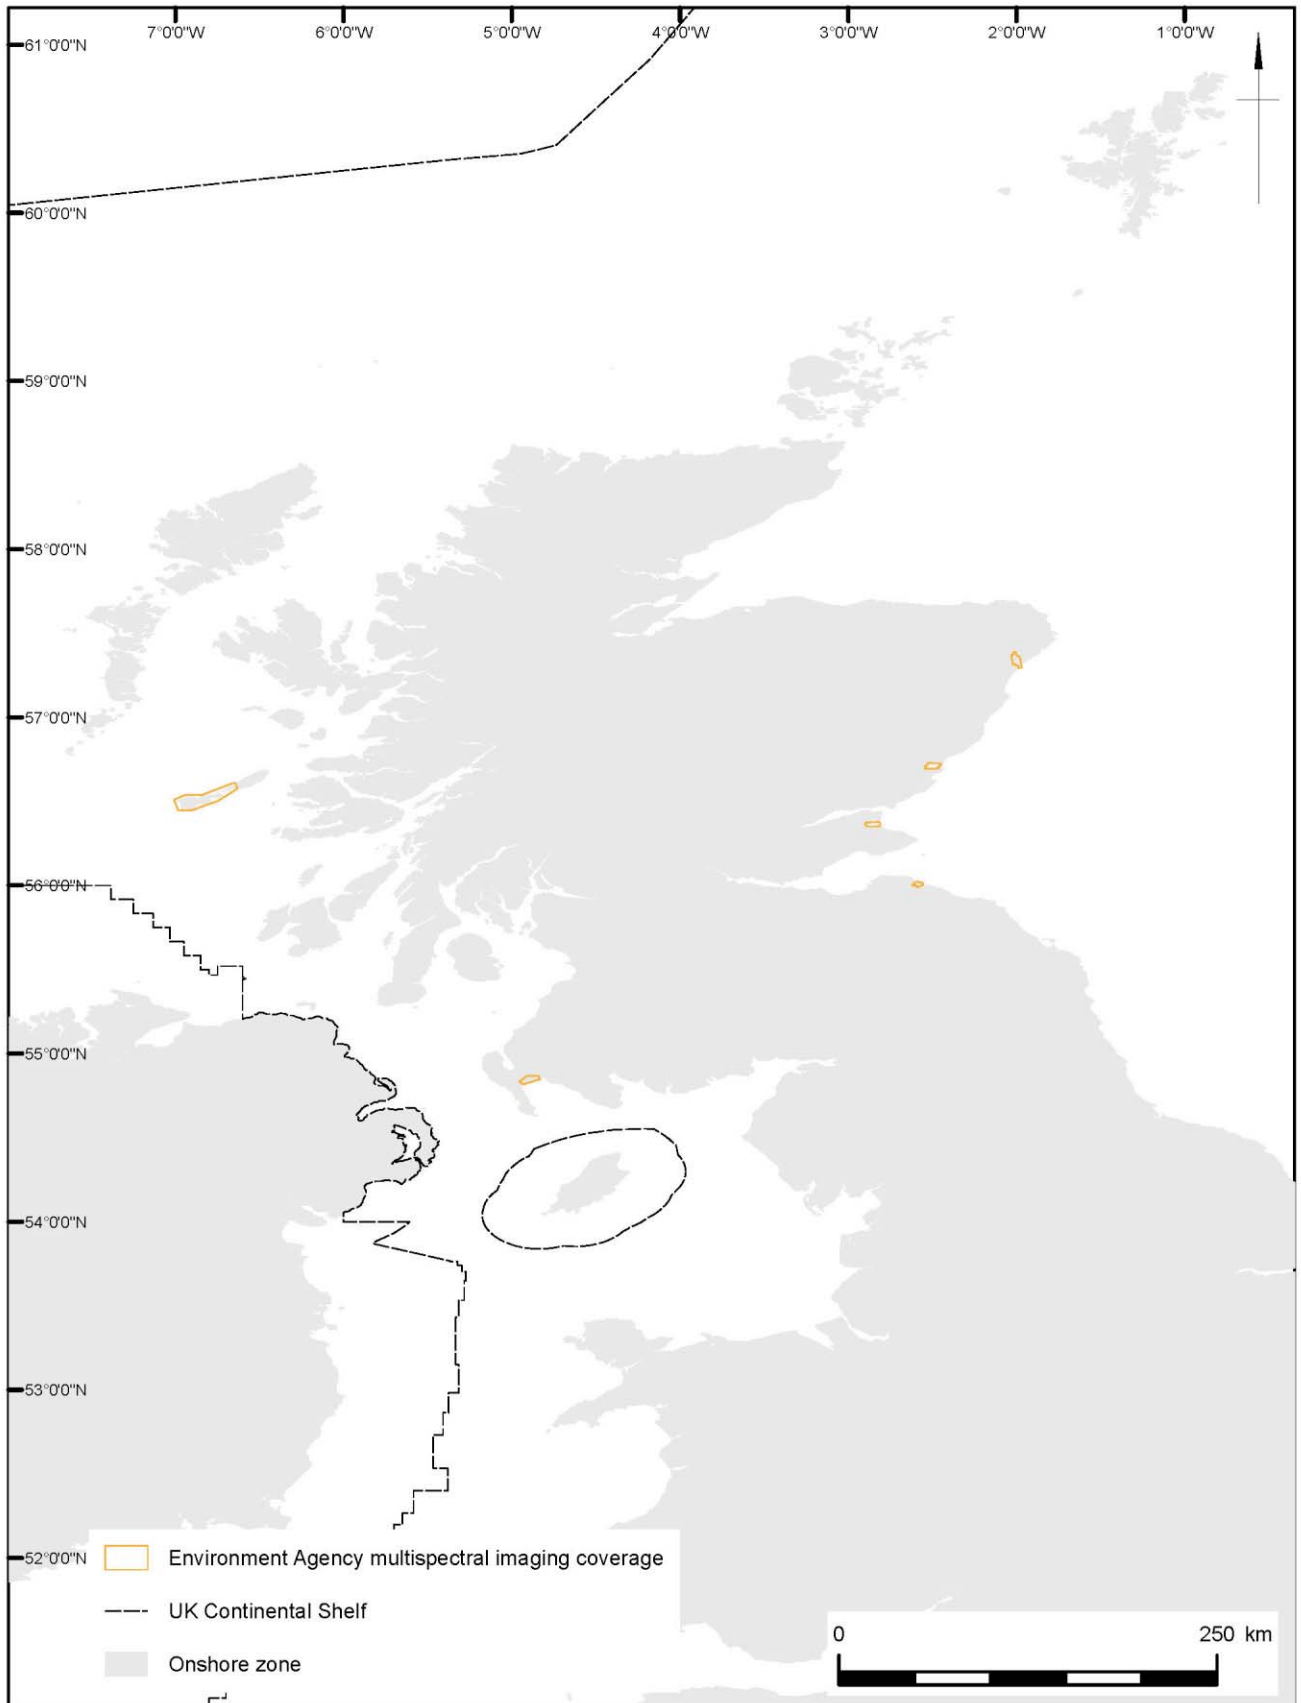 7°0'0"W 6°0'0"W 5°0'0"W 4°0'0"W 3°0'0"W 2°0'0"W 1°0'0"W
61°0'0"N
60°0'0"N
59°0'0"N
58°0'0"N
57°0'0"N
56°0'0"N
55°0'0"N
54°0'0"N
53°0'0"N
52°0'0"N
Environment Agency multispectral imaging coverage
UK Continental Shelf
Onshore zone
0 250 km